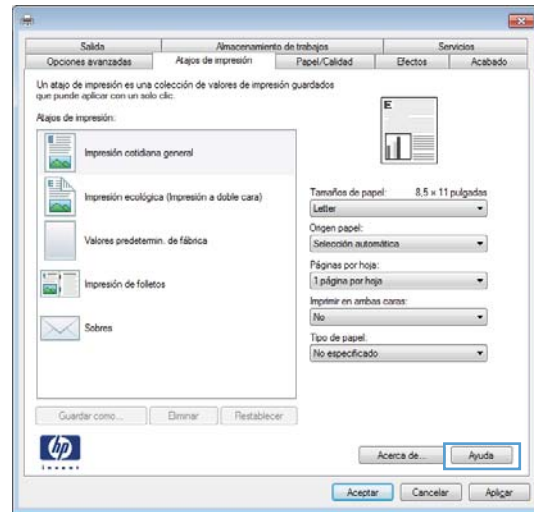 Salida Almacenamiento de trabajos Servicios
Opciones avanzadas Atajos de impresión Papel/Calidad Efectos Acabado
Un atajo de impresión es una colección de valores de impresión guardados
que puede aplicar con un solo clic.
Atajos de impresión:
Impresión cotidiana general
Impresión ecológica (Impresión a doble cara)
Valores predetermin. de fábrica
Impresión de folletos
Sobres
E
Tamaños de papel: 8,5 × 11 pulgadas
Letter
Origen papel:
Selección automática
Páginas por hoja:
1 página por hoja
Imprimir en ambas caras:
No
Tipo de papel:
No especificado
Guardar como... Eliminar Restablecer
hp
invent
Acerca de... Ayuda
Aceptar Cancelar Aplicar